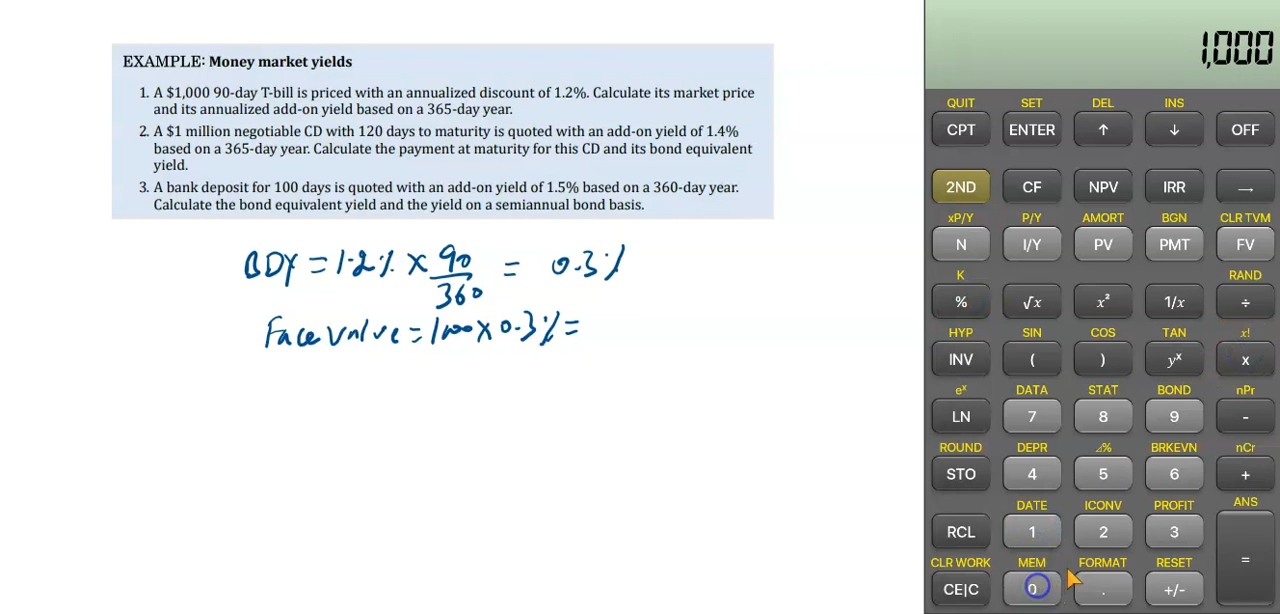 EXAMPLE: Money market yields
1. A $1,000 90-day T-bill is priced with an annualized discount of 1.2%. Calculate its market price
and its annualized add-on yield based on a 365-day year.
2. A $1 million negotiable CD with 120 days to maturity is quoted with an add-on yield of 1.4%
based on a 365-day year. Calculate the payment at maturity for this CD and its bond equivalent
yield.
3. A bank deposit for 100 days is quoted with an add-on yield of 1.5% based on a 360-day year.
Calculate the bond equivalent yield and the yield on a semiannual bond basis.
BDY = 1.2% × 90/360 = 0.3%
Face value = 1000 × 0.3% =
1,000
QUIT SET DEL INS
CPT ENTER ↑ ↓ OFF
2ND CF NPV IRR →
xP/Y P/Y AMORT BGN CLR TVM
N I/Y PV PMT FV
K RAND
% √x x² 1/x ÷
HYP SIN COS TAN x!
INV ( ) yˣ x
eˣ DATA STAT BOND nPr
LN 7 8 9 -
ROUND DEPR ⊿% BRKEVN nCr
STO 4 5 6 +
DATE ICONV PROFIT ANS
RCL 1 2 3 =
CLR WORK MEM FORMAT RESET
CE|C 0 . +/-